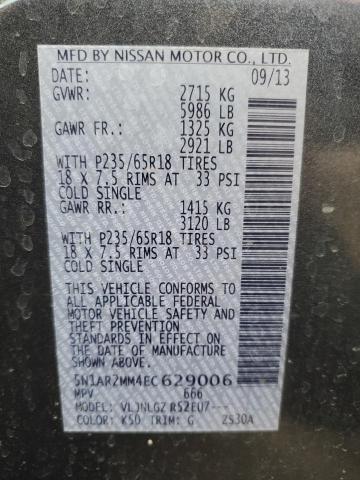 MFD BY NISSAN MOTOR CO., LTD.
DATE: 09/13
GVWR: 2715 KG
5986 LB
GAWR FR.: 1325 KG
2921 LB
WITH P235/65R18 TIRES
18 X 7.5 RIMS AT 33 PSI
COLD SINGLE
GAWR RR.: 1415 KG
3120 LB
WITH P235/65R18 TIRES
18 X 7.5 RIMS AT 33 PSI
COLD SINGLE
THIS VEHICLE CONFORMS TO
ALL APPLICABLE FEDERAL
MOTOR VEHICLE SAFETY AND
THEFT PREVENTION
STANDARDS IN EFFECT ON
THE DATE OF MANUFACTURE
SHOWN ABOVE.
5N1AR2MM4EC629006
MPV 666
MODEL: VLJNLGZ RS2EU7---
COLOR: K50 TRIM: G ZS30A